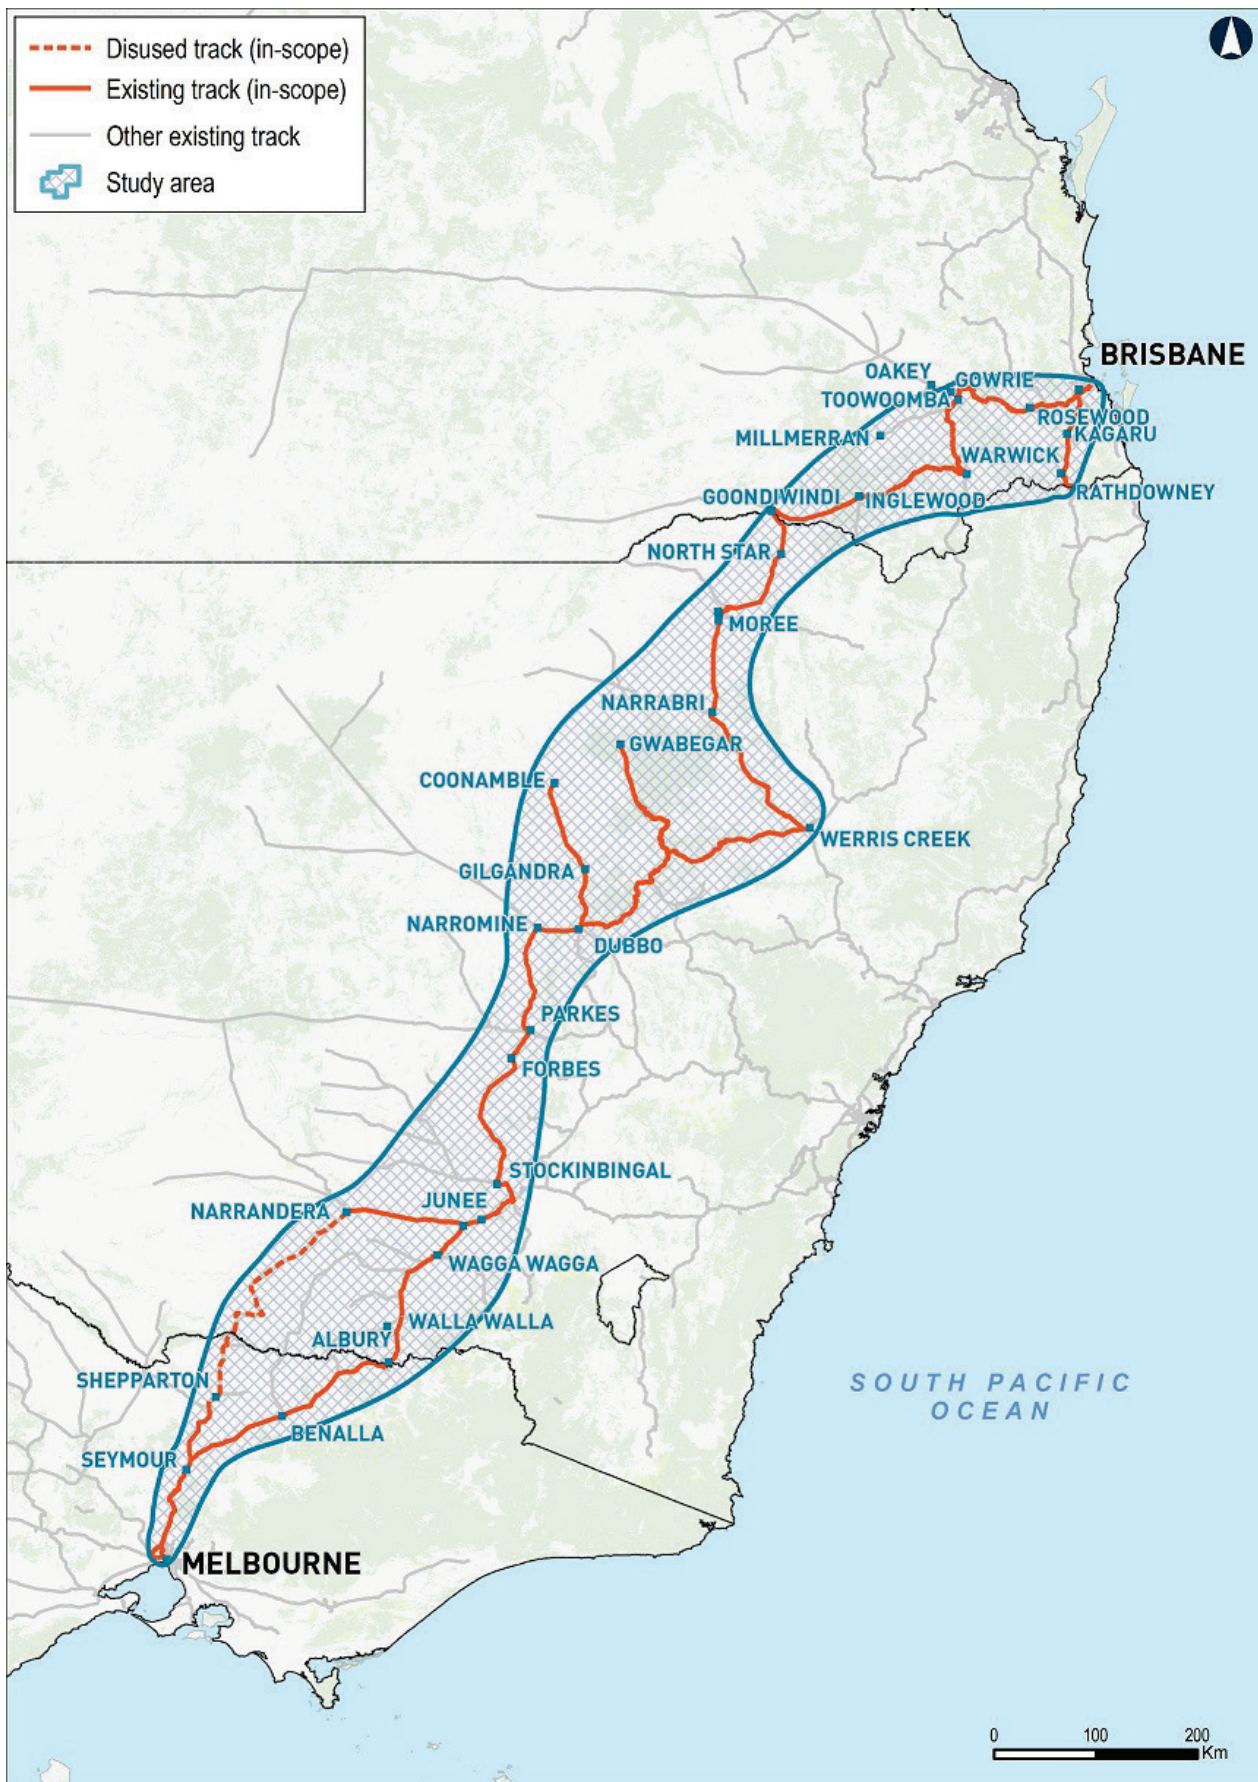 Disused track (in-scope)
Existing track (in-scope)
Other existing track
Study area
BRISBANE
OAKEY
GOWRIE
TOOWOOMBA
ROSEWOOD
KAGARU
MILLMERRAN
WARWICK
RATHDOWNEY
GOONDIWINDI
INGLEWOOD
NORTH STAR
MOREE
NARRABRI
GWABEGAR
COONAMBLE
WERRIS CREEK
GILGANDRA
NARROMINE
DUBBO
PARKES
FORBES
STOCKINBINGAL
JUNEE
NARRANDERA
WAGGA WAGGA
WALLA WALLA
ALBURY
SHEPPARTON
BENALLA
SEYMOUR
MELBOURNE
SOUTH PACIFIC
OCEAN
0 100 200
Km